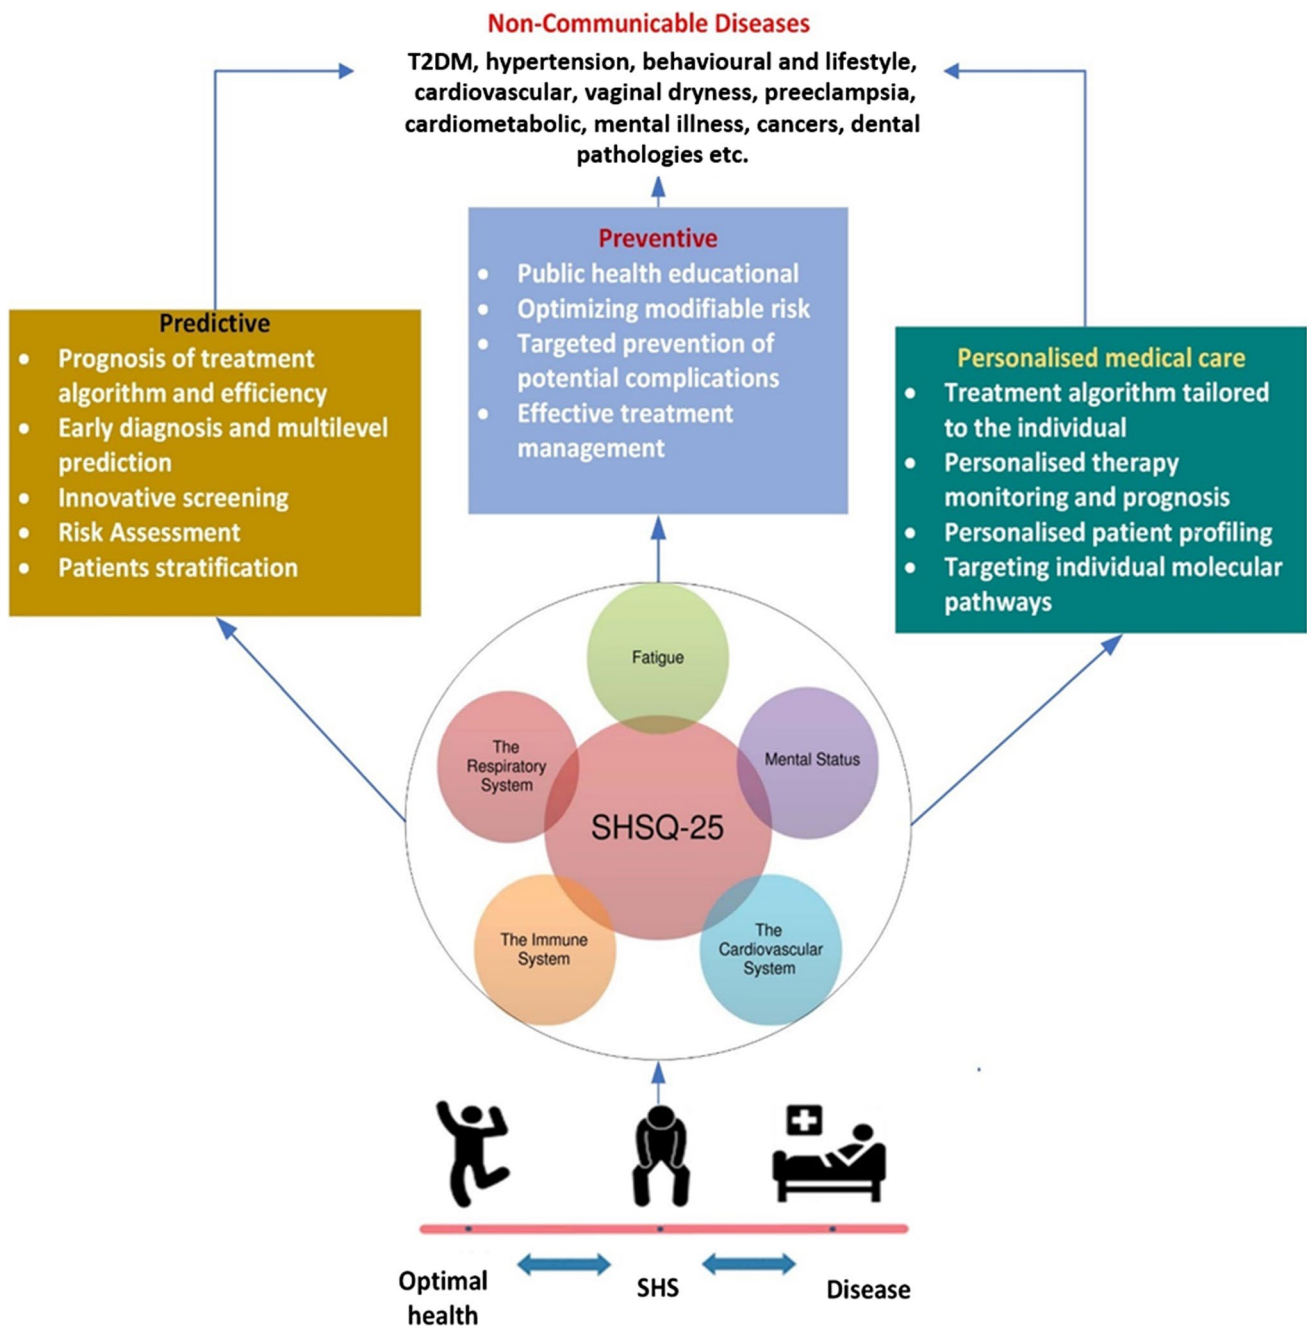 Non-Communicable Diseases
T2DM, hypertension, behavioural and lifestyle,
cardiovascular, vaginal dryness, preeclampsia,
cardiometabolic, mental illness, cancers, dental
pathologies etc.
Predictive
• Prognosis of treatment
algorithm and efficiency
• Early diagnosis and multilevel
prediction
• Innovative screening
• Risk Assessment
• Patients stratification
Preventive
• Public health educational
• Optimizing modifiable risk
• Targeted prevention of
potential complications
• Effective treatment
management
Personalised medical care
• Treatment algorithm tailored
to the individual
• Personalised therapy
monitoring and prognosis
• Personalised patient profiling
• Targeting individual molecular
pathways
Fatigue
The
Respiratory
System
Mental Status
SHSQ-25
The Immune
System
The
Cardiovascular
System
Optimal
health
SHS
Disease